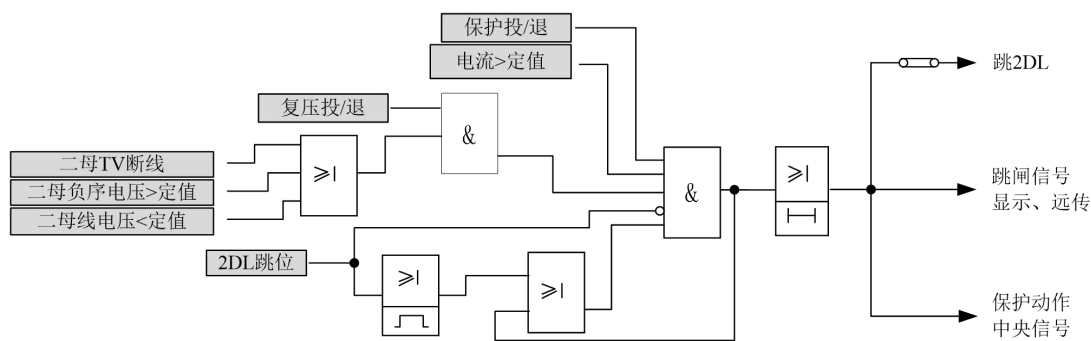 保护投/退
电流>定值
复压投/退
&
二母TV断线
二母负序电压>定值
二母线电压<定值
≥1
2DL跳位
≥1
≥1
&
≥1
跳2DL
跳闸信号
显示、远传
保护动作
中央信号